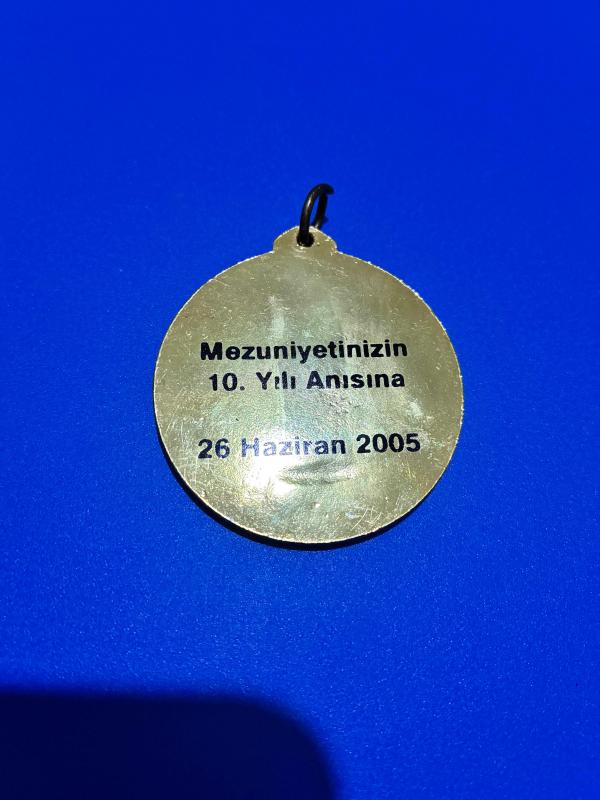 Mezuniyetinizin
10. Yılı Anısına
26 Haziran 2005